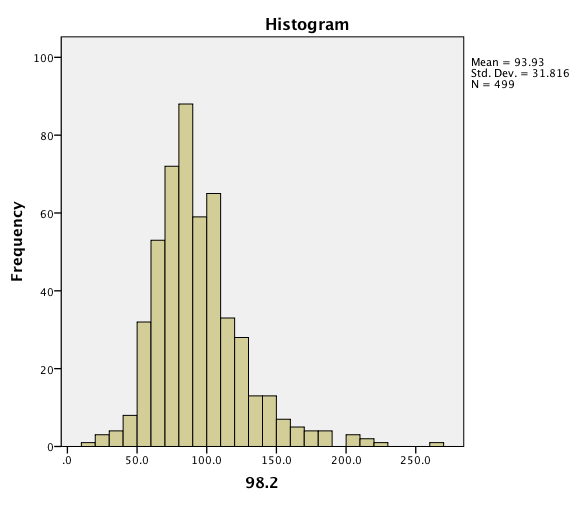 Histogram
Mean = 93.93
Std. Dev. = 31.816
N = 499
Frequency
100
80
60
40
20
0
.0 50.0 100.0 150.0 200.0 250.0
98.2